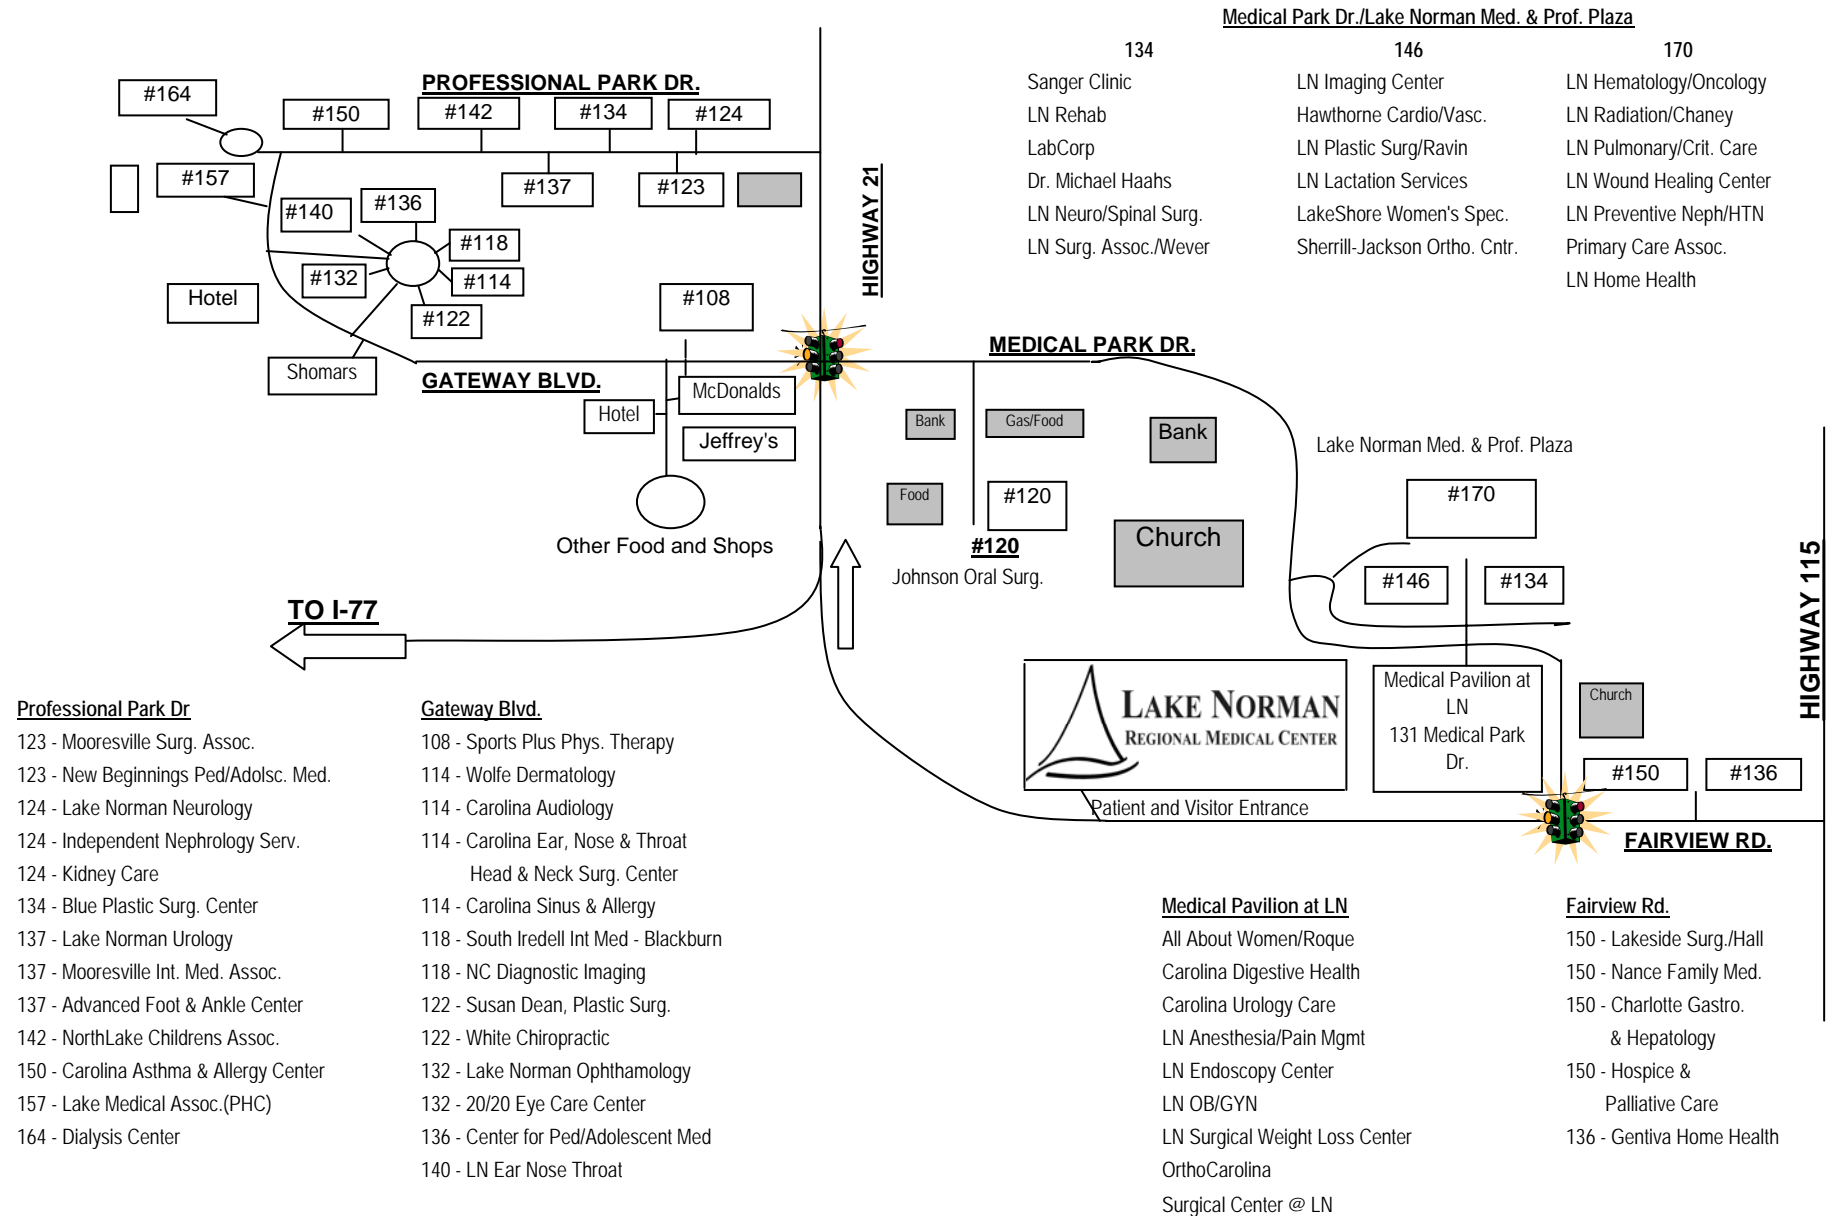 Medical Park Dr./Lake Norman Med. & Prof. Plaza
134
Sanger Clinic
LN Rehab
LabCorp
Dr. Michael Haahs
LN Neuro/Spinal Surg.
LN Surg. Assoc./Wever
146
LN Imaging Center
Hawthorne Cardio/Vasc.
LN Plastic Surg/Ravin
LN Lactation Services
LakeShore Women's Spec.
Sherrill-Jackson Ortho. Cntr.
170
LN Hematology/Oncology
LN Radiation/Chaney
LN Pulmonary/Crit. Care
LN Wound Healing Center
LN Preventive Neph/HTN
Primary Care Assoc.
LN Home Health
PROFESSIONAL PARK DR.
#164
#150
#142
#134
#124
#157
#137
#123
#140
#136
#118
#132
#114
#122
Hotel
Shomars
HIGHWAY 21
#108
GATEWAY BLVD.
McDonalds
Hotel
Jeffrey's
Other Food and Shops
MEDICAL PARK DR.
Bank
Gas/Food
Bank
Food
#120
#120
Johnson Oral Surg.
Church
Lake Norman Med. & Prof. Plaza
#170
#146
#134
HIGHWAY 115
TO I-77
LAKE NORMAN
REGIONAL MEDICAL CENTER
Patient and Visitor Entrance
Medical Pavilion at
LN
131 Medical Park
Dr.
Church
#150
#136
FAIRVIEW RD.
Professional Park Dr
123 - Mooresville Surg. Assoc.
123 - New Beginnings Ped/Adolsc. Med.
124 - Lake Norman Neurology
124 - Independent Nephrology Serv.
124 - Kidney Care
134 - Blue Plastic Surg. Center
137 - Lake Norman Urology
137 - Mooresville Int. Med. Assoc.
137 - Advanced Foot & Ankle Center
142 - NorthLake Childrens Assoc.
150 - Carolina Asthma & Allergy Center
157 - Lake Medical Assoc.(PHC)
164 - Dialysis Center
Gateway Blvd.
108 - Sports Plus Phys. Therapy
114 - Wolfe Dermatology
114 - Carolina Audiology
114 - Carolina Ear, Nose & Throat
Head & Neck Surg. Center
114 - Carolina Sinus & Allergy
118 - South Iredell Int Med - Blackburn
118 - NC Diagnostic Imaging
122 - Susan Dean, Plastic Surg.
122 - White Chiropractic
132 - Lake Norman Ophthamology
132 - 20/20 Eye Care Center
136 - Center for Ped/Adolescent Med
140 - LN Ear Nose Throat
Medical Pavilion at LN
All About Women/Roque
Carolina Digestive Health
Carolina Urology Care
LN Anesthesia/Pain Mgmt
LN Endoscopy Center
LN OB/GYN
LN Surgical Weight Loss Center
OrthoCarolina
Surgical Center @ LN
Fairview Rd.
150 - Lakeside Surg./Hall
150 - Nance Family Med.
150 - Charlotte Gastro.
& Hepatology
150 - Hospice &
Palliative Care
136 - Gentiva Home Health